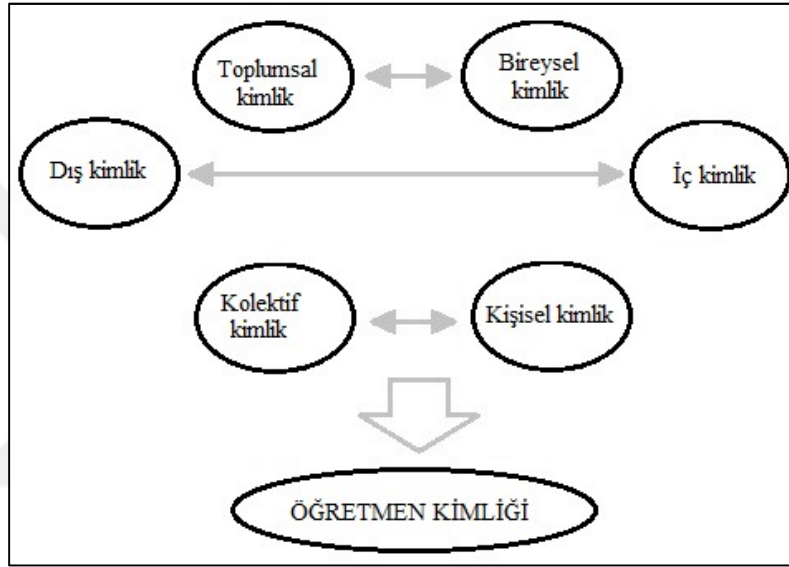 Toplumsal
kimlik
Bireysel
kimlik
Dış kimlik
İç kimlik
Kolektif
kimlik
Kişisel kimlik
ÖĞRETMEN KİMLİĞİ